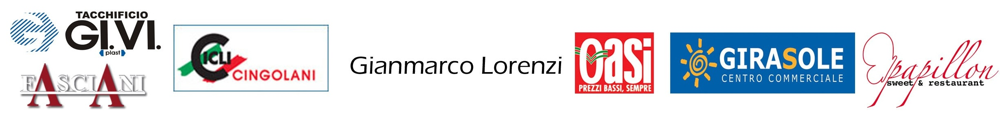 TACCHIFICIO
GI.VI.
plast
FASCIANI
CICLI
CINGOLANI
Gianmarco Lorenzi
Oasi
PREZZI BASSI, SEMPRE
GIRASOLE
CENTRO COMMERCIALE
papillon
sweet & restaurant